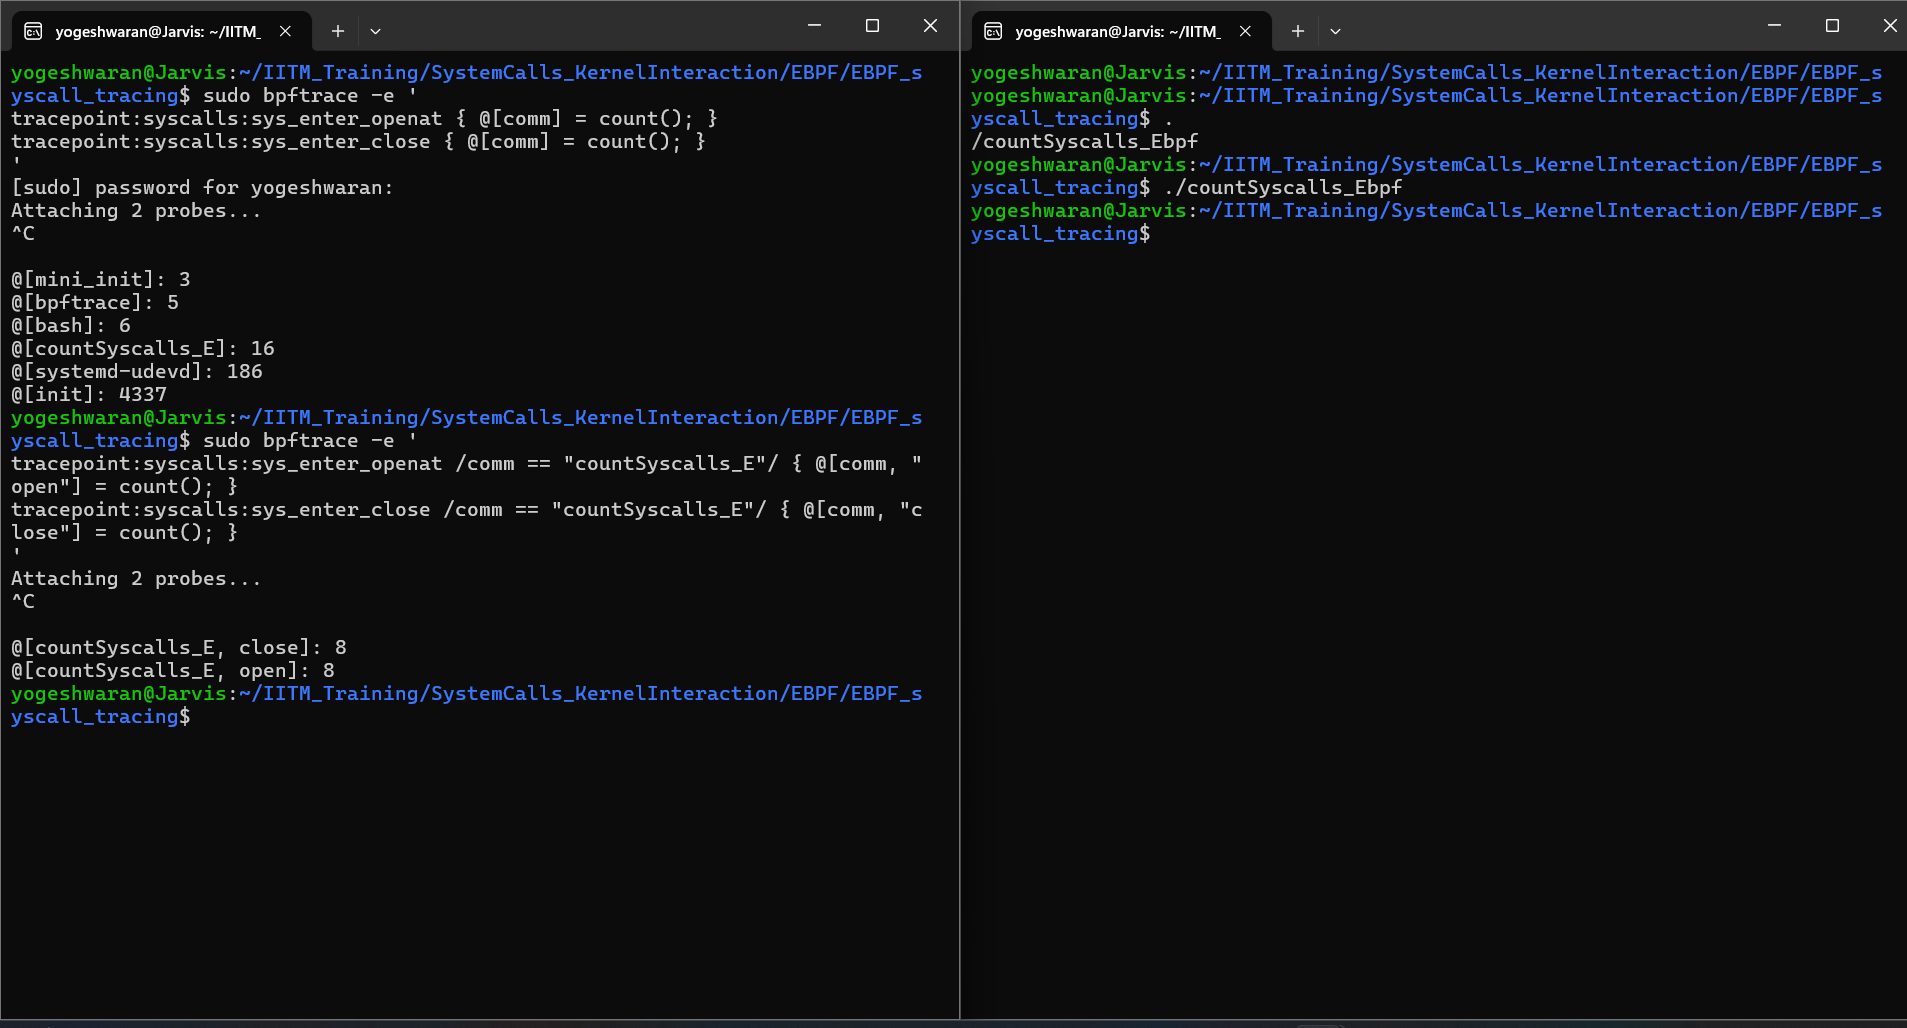 yogeshwaran@Jarvis: ~/IITM_
yogeshwaran@Jarvis:~/IITM_Training/SystemCalls_KernelInteraction/EBPF/EBPF_s
yscall_tracing$ sudo bpftrace -e '
tracepoint:syscalls:sys_enter_openat { @[comm] = count(); }
tracepoint:syscalls:sys_enter_close { @[comm] = count(); }
'
[sudo] password for yogeshwaran:
Attaching 2 probes...
^C
@[mini_init]: 3
@[bpftrace]: 5
@[bash]: 6
@[countSyscalls_E]: 16
@[systemd-udevd]: 186
@[init]: 4337
yogeshwaran@Jarvis:~/IITM_Training/SystemCalls_KernelInteraction/EBPF/EBPF_s
yscall_tracing$ sudo bpftrace -e '
tracepoint:syscalls:sys_enter_openat /comm == "countSyscalls_E"/ { @[comm, "
open"] = count(); }
tracepoint:syscalls:sys_enter_close /comm == "countSyscalls_E"/ { @[comm, "c
lose"] = count(); }
'
Attaching 2 probes...
^C
@[countSyscalls_E, close]: 8
@[countSyscalls_E, open]: 8
yogeshwaran@Jarvis:~/IITM_Training/SystemCalls_KernelInteraction/EBPF/EBPF_s
yscall_tracing$
yogeshwaran@Jarvis: ~/IITM_
yogeshwaran@Jarvis:~/IITM_Training/SystemCalls_KernelInteraction/EBPF/EBPF_s
yogeshwaran@Jarvis:~/IITM_Training/SystemCalls_KernelInteraction/EBPF/EBPF_s
yscall_tracing$ .
/countSyscalls_Ebpf
yogeshwaran@Jarvis:~/IITM_Training/SystemCalls_KernelInteraction/EBPF/EBPF_s
yscall_tracing$ ./countSyscalls_Ebpf
yogeshwaran@Jarvis:~/IITM_Training/SystemCalls_KernelInteraction/EBPF/EBPF_s
yscall_tracing$